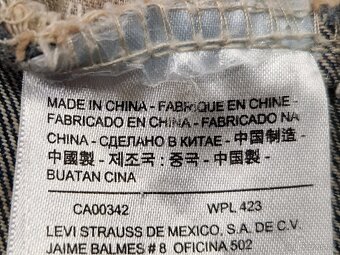 MADE IN CHINA - FABRIQUE EN CHINE -
FABRICADO EN CHINA - FABRICADO NA
CHINA - СДЕЛАНО В КИТАЕ - 中国制造 -
中國製 - 제조국 : 중국 - 中国製 -
BUATAN CINA
CA00342 WPL 423
LEVI STRAUSS DE MEXICO, S.A. DE C.V.
JAIME BALMES # 8 OFICINA 502